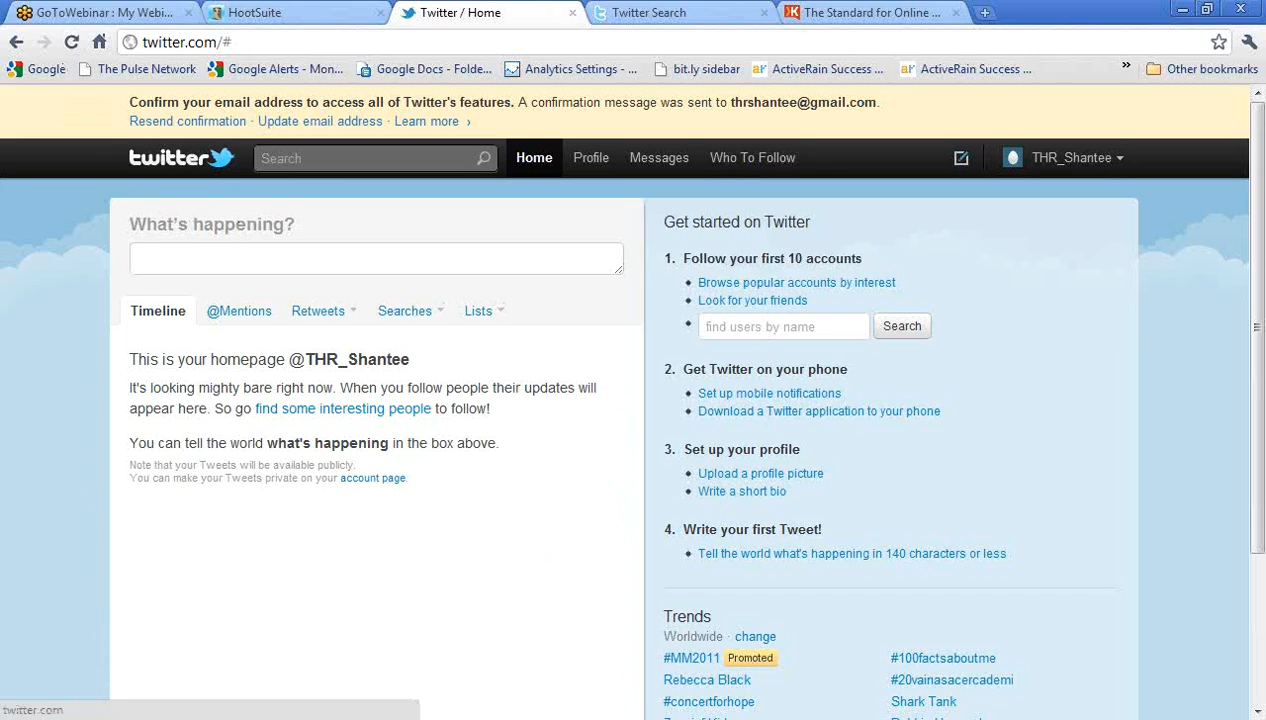 GoToWebinar : My Webi...
HootSuite
Twitter / Home
Twitter Search
The Standard for Online ...
twitter.com/#
Google
The Pulse Network
Google Alerts - Mon...
Google Docs - Folde...
Analytics Settings - ...
bit.ly sidebar
ActiveRain Success ...
ActiveRain Success ...
Other bookmarks
Confirm your email address to access all of Twitter's features. A confirmation message was sent to thrshantee@gmail.com.
Resend confirmation · Update email address · Learn more ›
twitter
Search
Home
Profile
Messages
Who To Follow
THR_Shantee
What's happening?
Timeline
@Mentions
Retweets
Searches
Lists
This is your homepage @THR_Shantee
It's looking mighty bare right now. When you follow people their updates will
appear here. So go find some interesting people to follow!
You can tell the world what's happening in the box above.
Note that your Tweets will be available publicly.
You can make your Tweets private on your account page.
Get started on Twitter
1. Follow your first 10 accounts
Browse popular accounts by interest
Look for your friends
find users by name
Search
2. Get Twitter on your phone
Set up mobile notifications
Download a Twitter application to your phone
3. Set up your profile
Upload a profile picture
Write a short bio
4. Write your first Tweet!
Tell the world what's happening in 140 characters or less
Trends
Worldwide · change
#MM2011 Promoted
#100factsaboutme
Rebecca Black
#20vainasacercademi
#concertforhope
Shark Tank
twitter.com